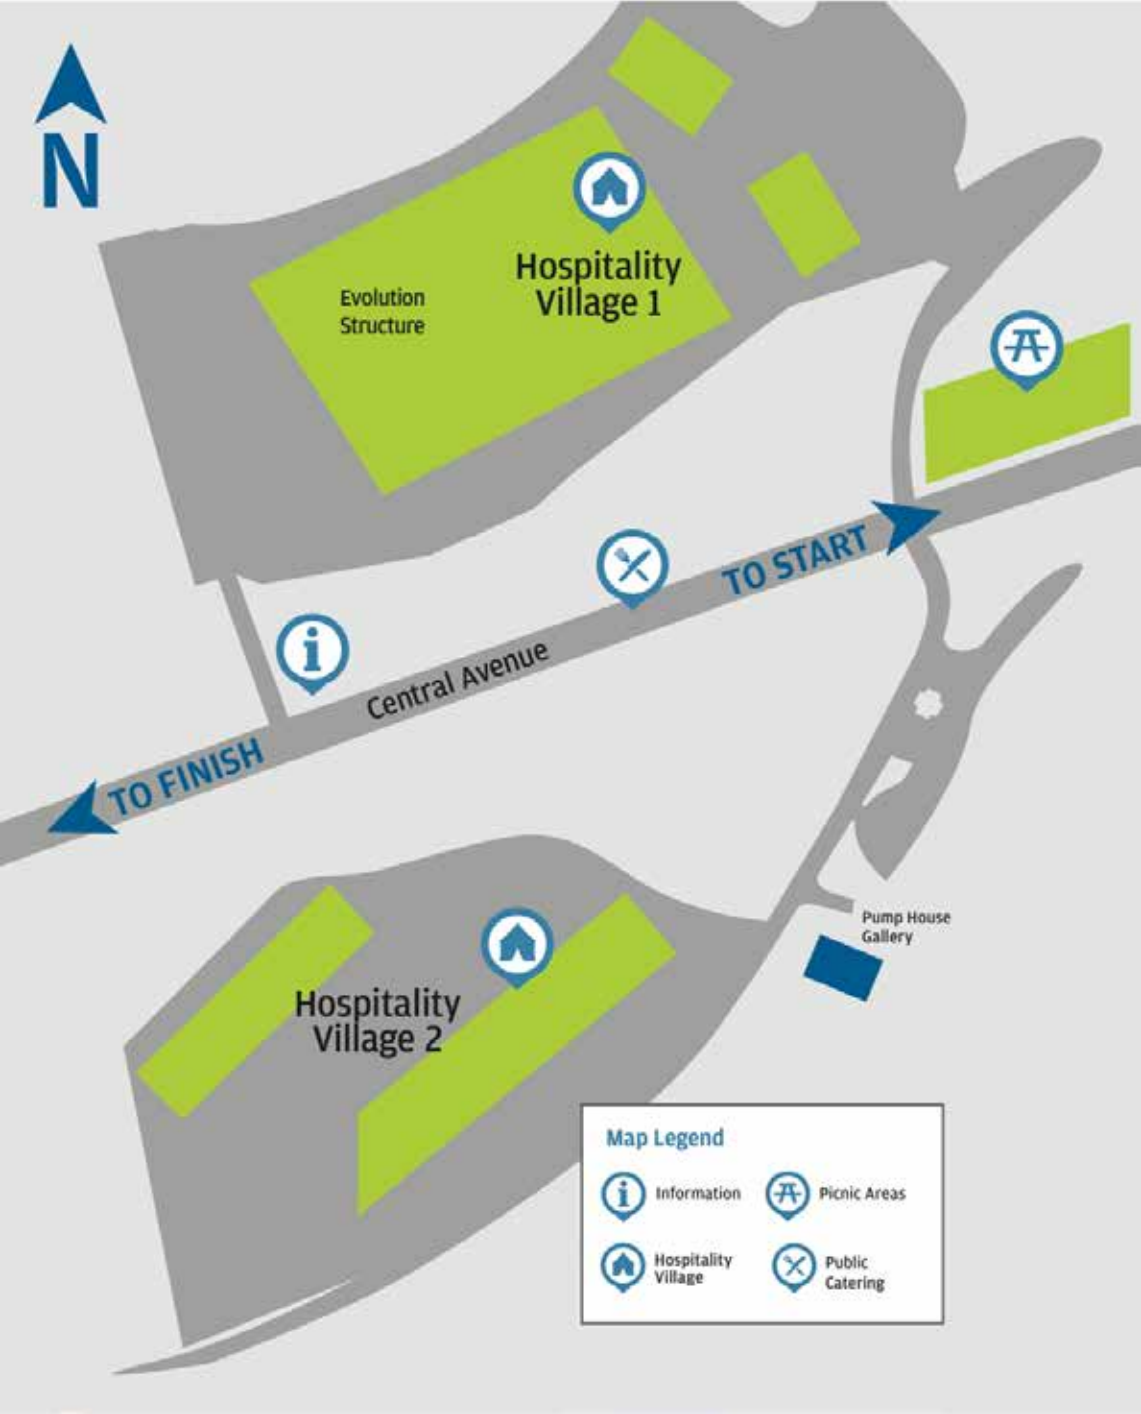 N
Hospitality
Village 1
Evolution
Structure
TO START
Central Avenue
TO FINISH
Pump House
Gallery
Hospitality
Village 2
Map Legend
Information
Picnic Areas
Hospitality
Village
Public
Catering